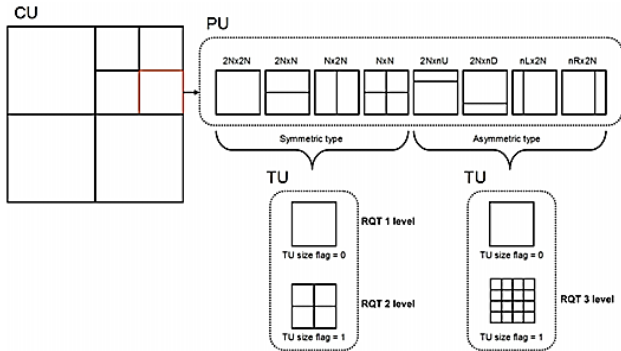 CU
PU
2Nx2N 2NxN Nx2N NxN 2NxnU 2NxnD nLx2N nRx2N
Symmetric type Asymmetric type
TU TU
RQT 1 level
TU size flag = 0 TU size flag = 0
RQT 2 level RQT 3 level
TU size flag = 1 TU size flag = 1